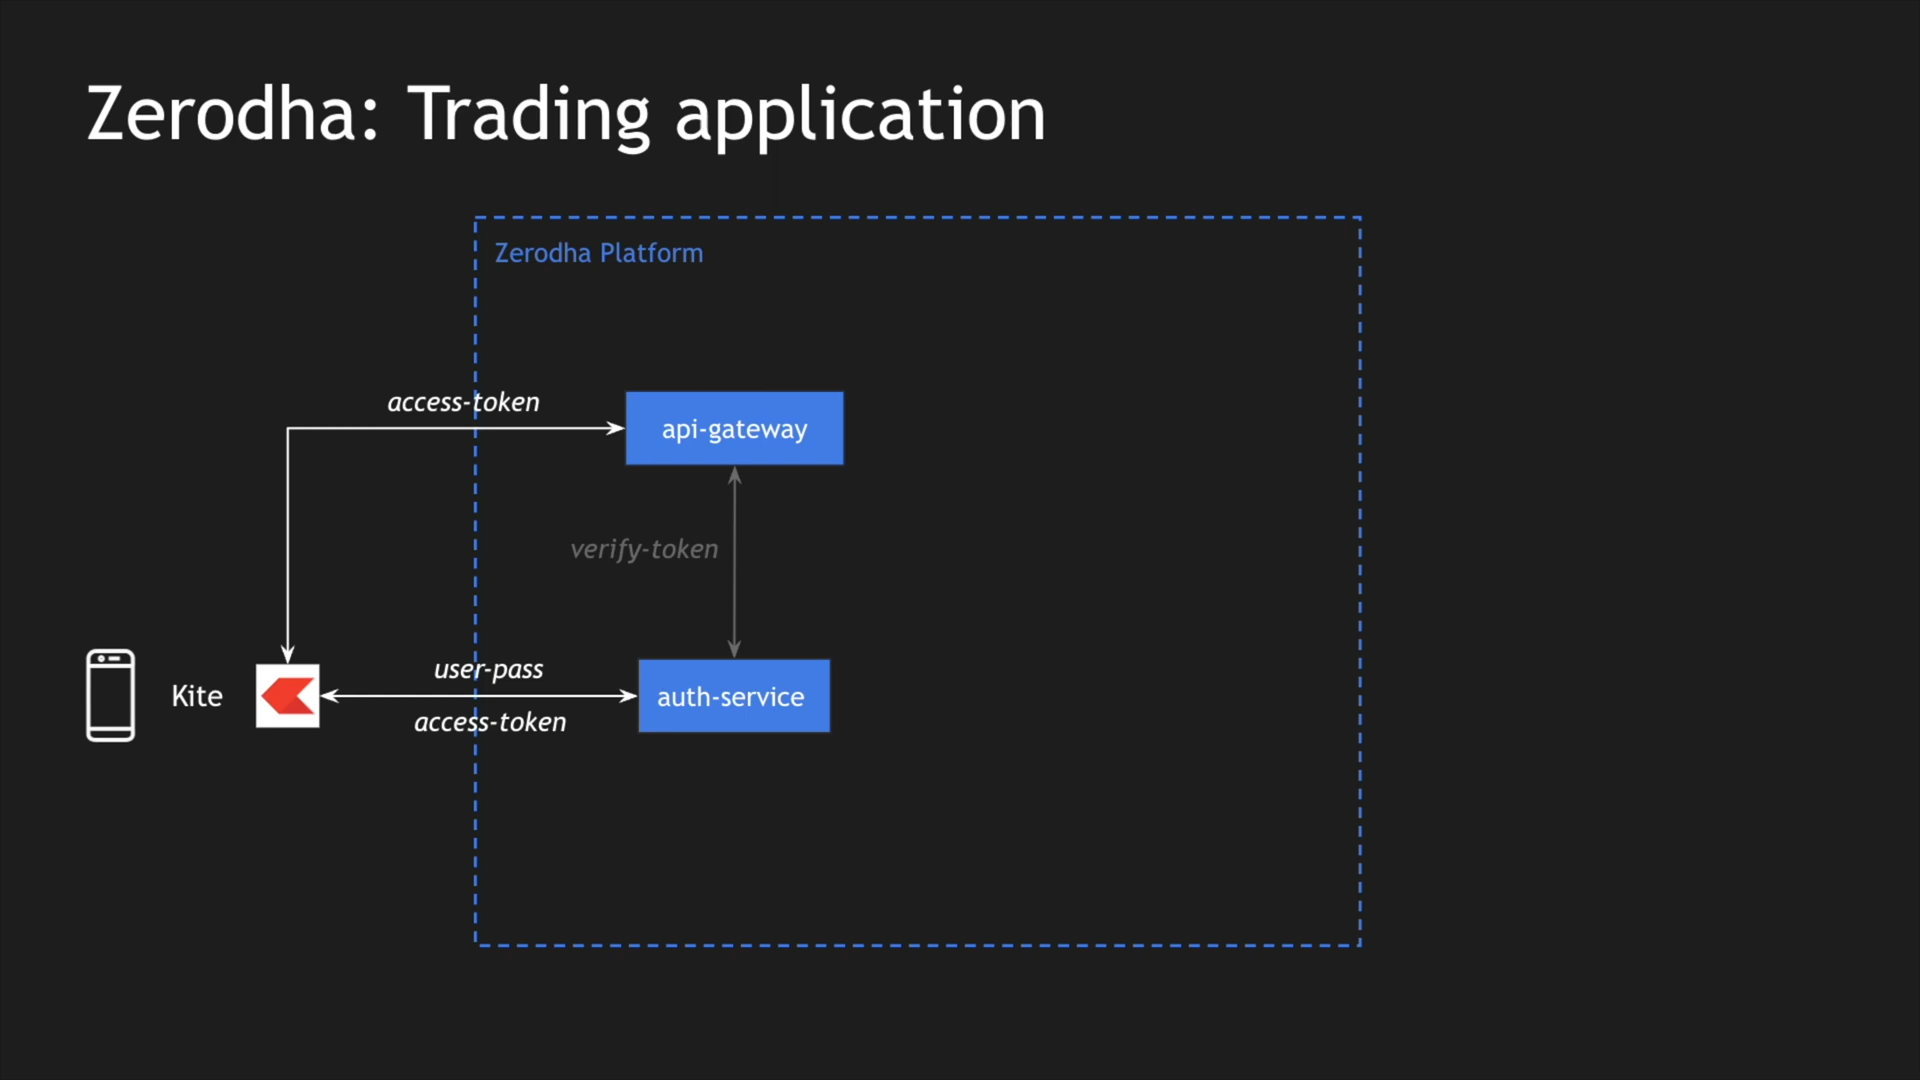 Zerodha: Trading application
Zerodha Platform
access-token
api-gateway
verify-token
Kite
user-pass
access-token
auth-service